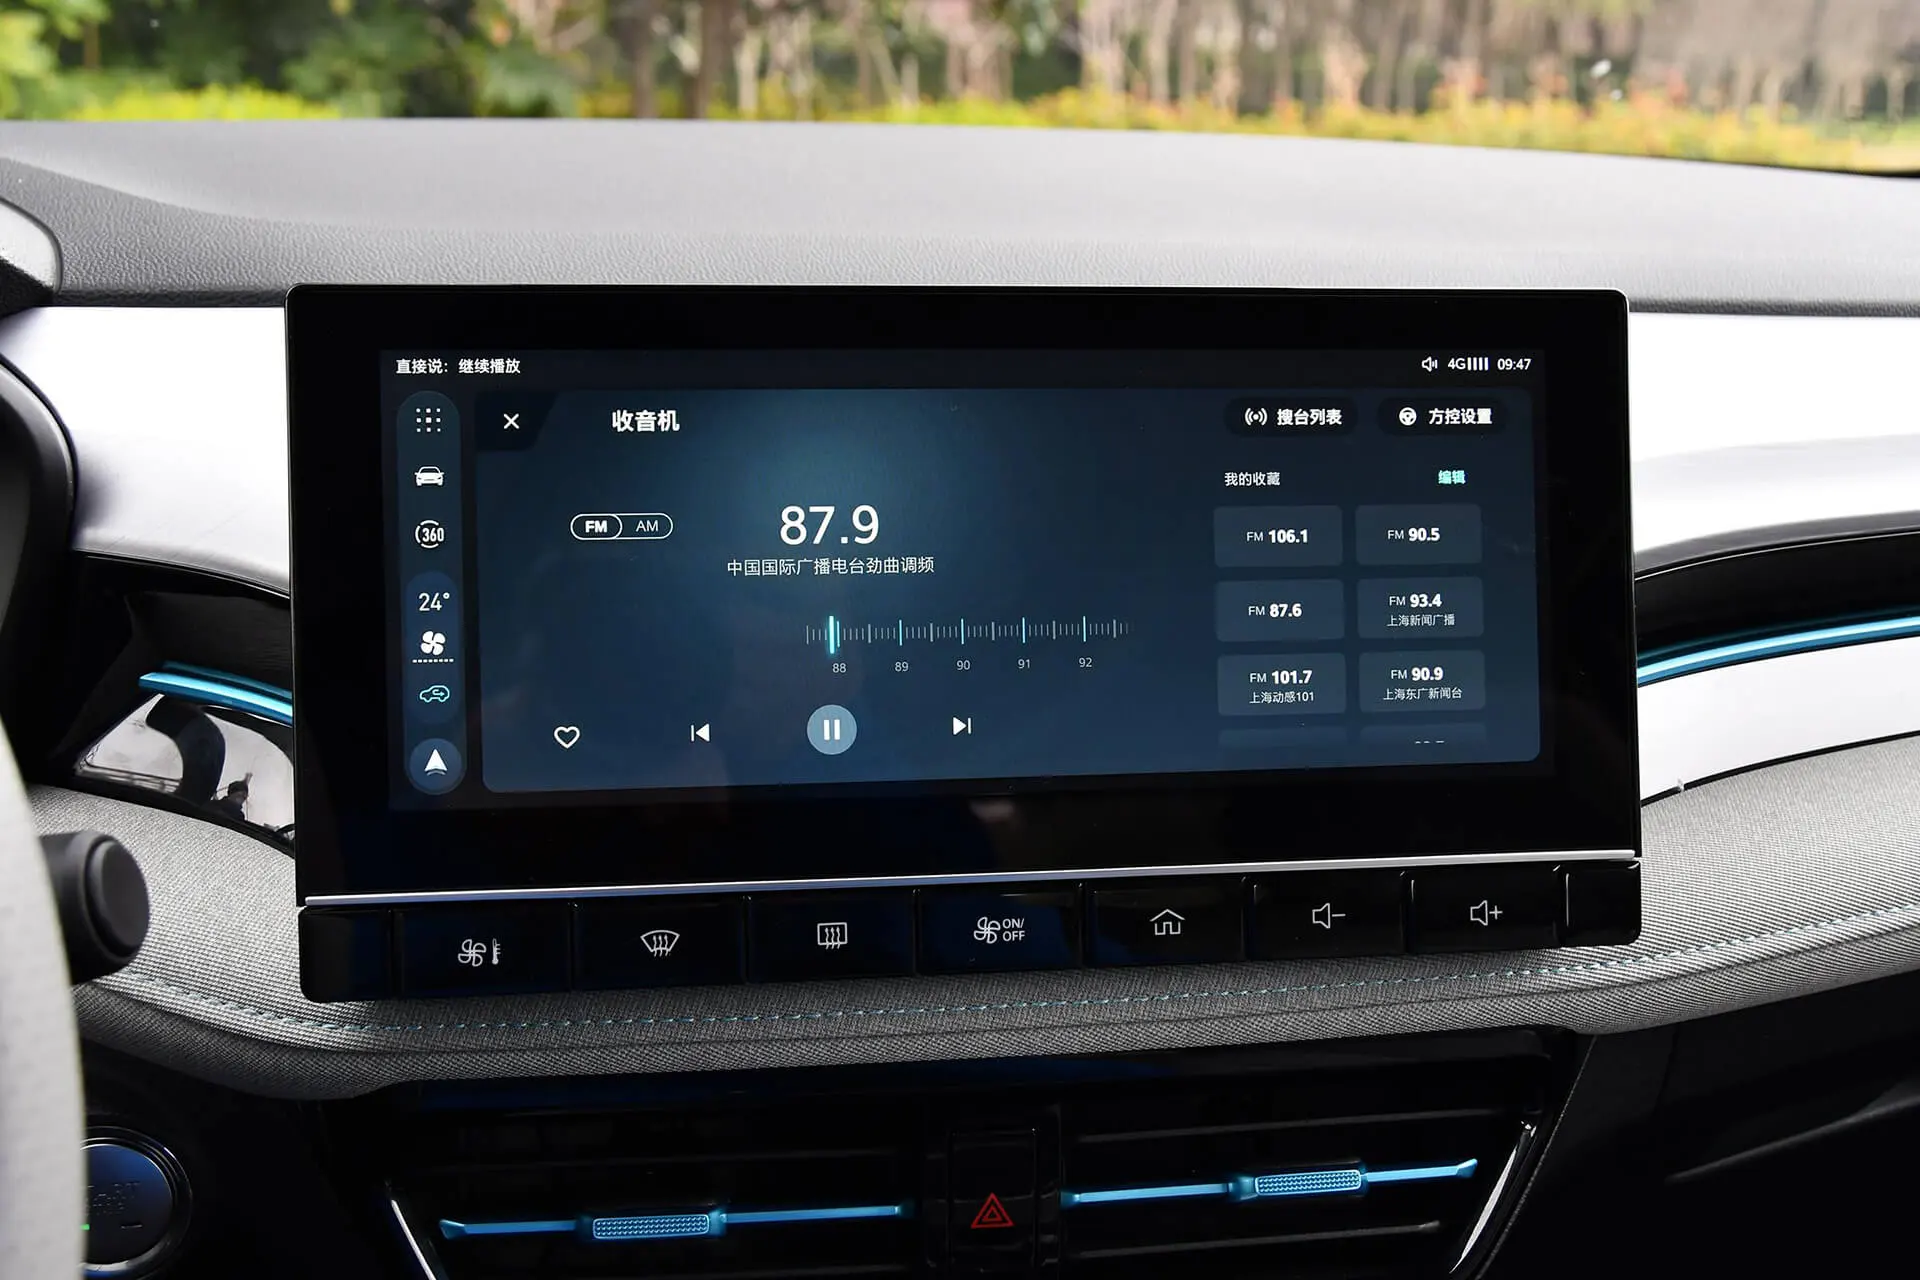 直接说：继续播放
4G 09:47
收音机
搜台列表
方控设置
我的收藏
编辑
360
24°
FM AM
87.9
中国国际广播电台劲曲调频
88 89 90 91 92
FM 106.1
FM 90.5
FM 87.6
FM 93.4
上海新闻广播
FM 101.7
上海动感101
FM 90.9
上海东广新闻台
ON/
OFF